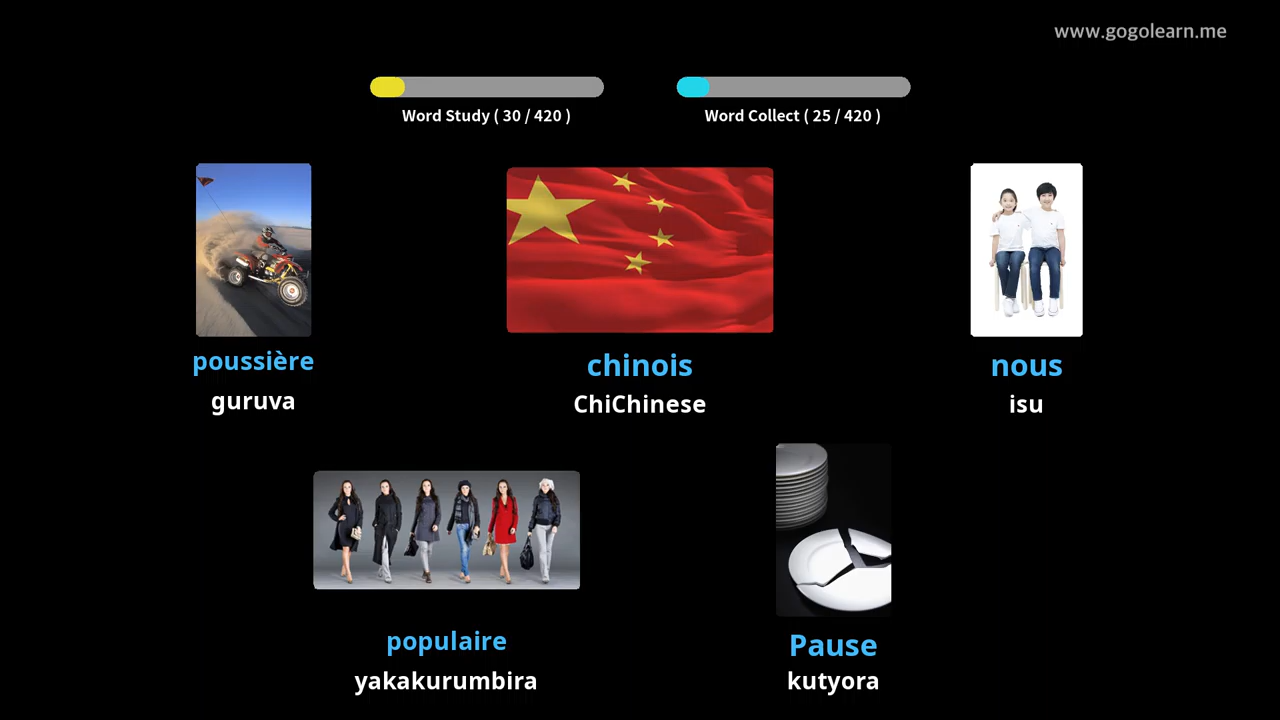 www.gogolearn.me
Word Study ( 30 / 420 )
Word Collect ( 25 / 420 )
poussière
guruva
chinois
ChiChinese
nous
isu
populaire
yakakurumbira
Pause
kutyora